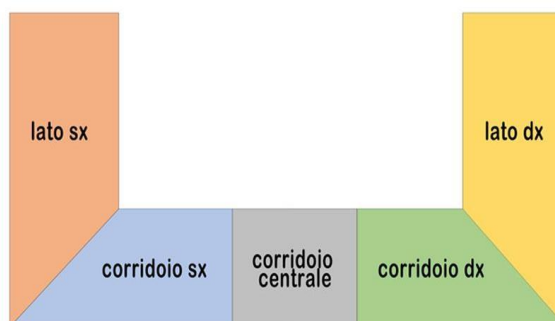 lato sx
lato dx
corridoio sx
corridoio
centrale
corridoio dx